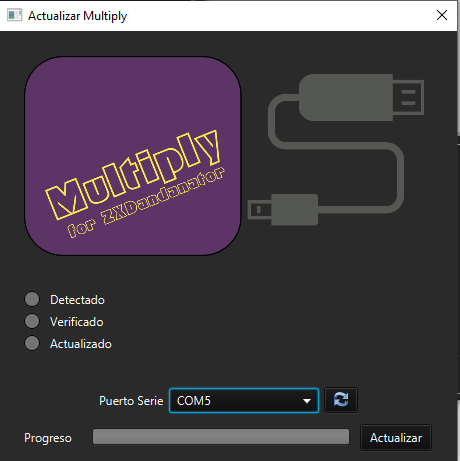 Actualizar Multiply
Multiply
for ZXDandanator
Detectado
Verificado
Actualizado
Puerto Serie COM5
Progreso Actualizar